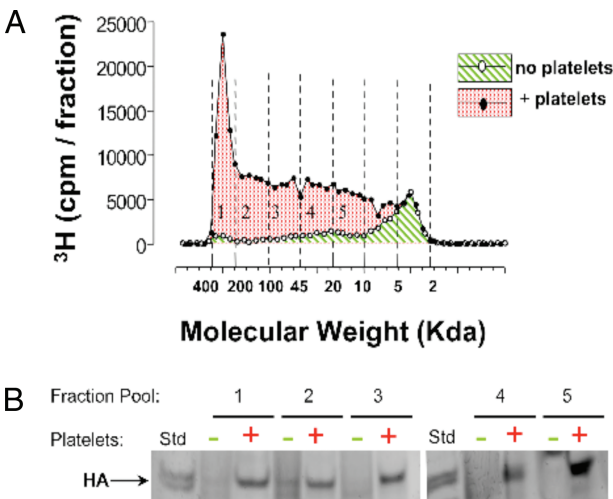 A
25000
20000
15000
10000
5000
0
³H (cpm / fraction)
no platelets
+ platelets
1 2 3 4 5
400 200 100 45 20 10 5 2
Molecular Weight (Kda)
B
Fraction Pool: 1 2 3 4 5
Platelets: Std - + - + - + Std - + - +
HA